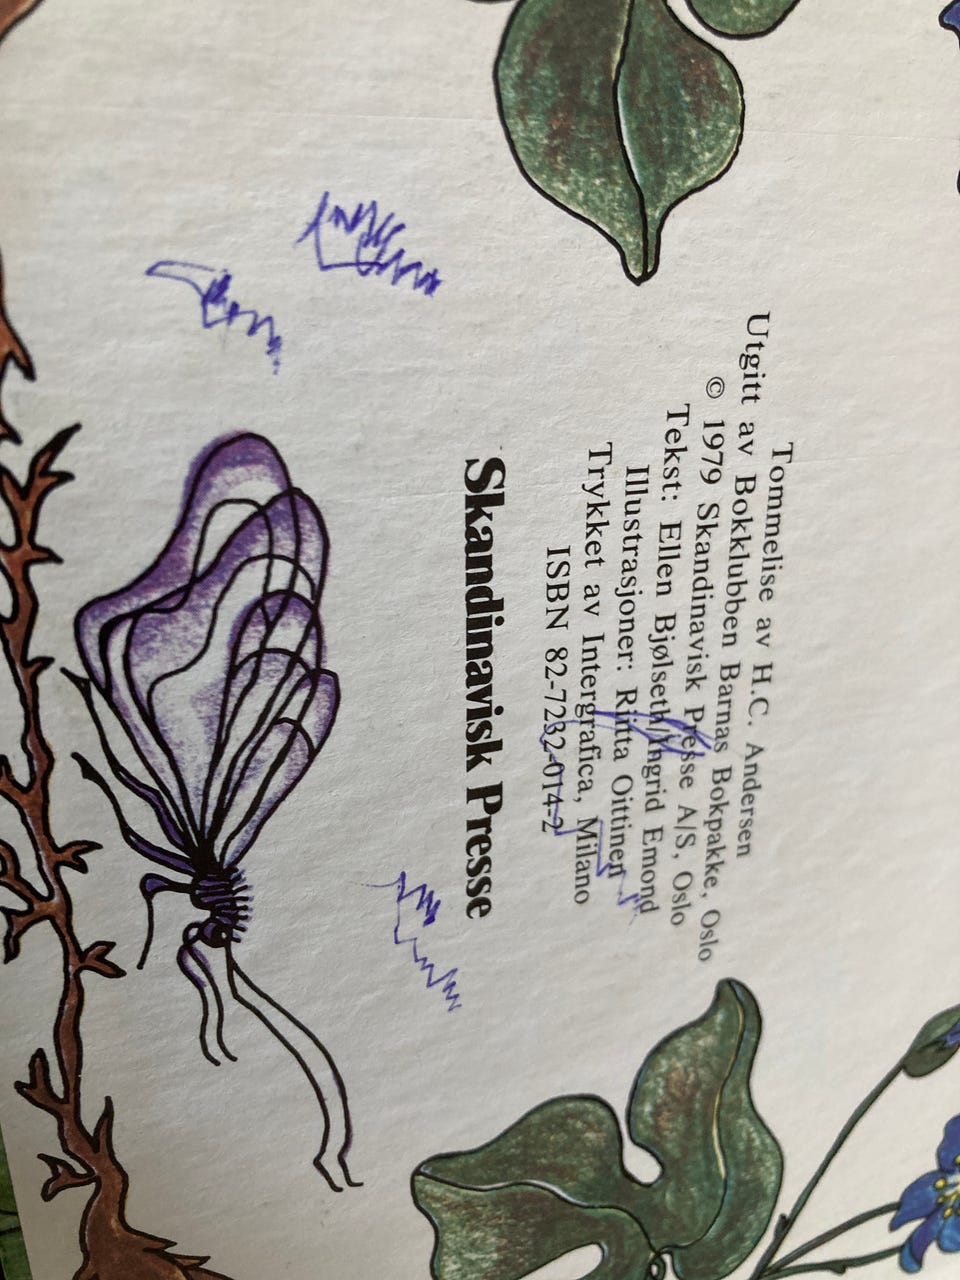 Tommelise av H.C. Andersen
Utgitt av Bokklubben Barnas Bokpakke, Oslo
© 1979 Skandinavisk Presse A/S, Oslo
Tekst: Ellen Bjølseth/Yngrid Emond
Illustrasjoner: Riitta Oittinen
Trykket av Intergrafica, Milano
ISBN 82-7232-014-2
Skandinavisk Presse